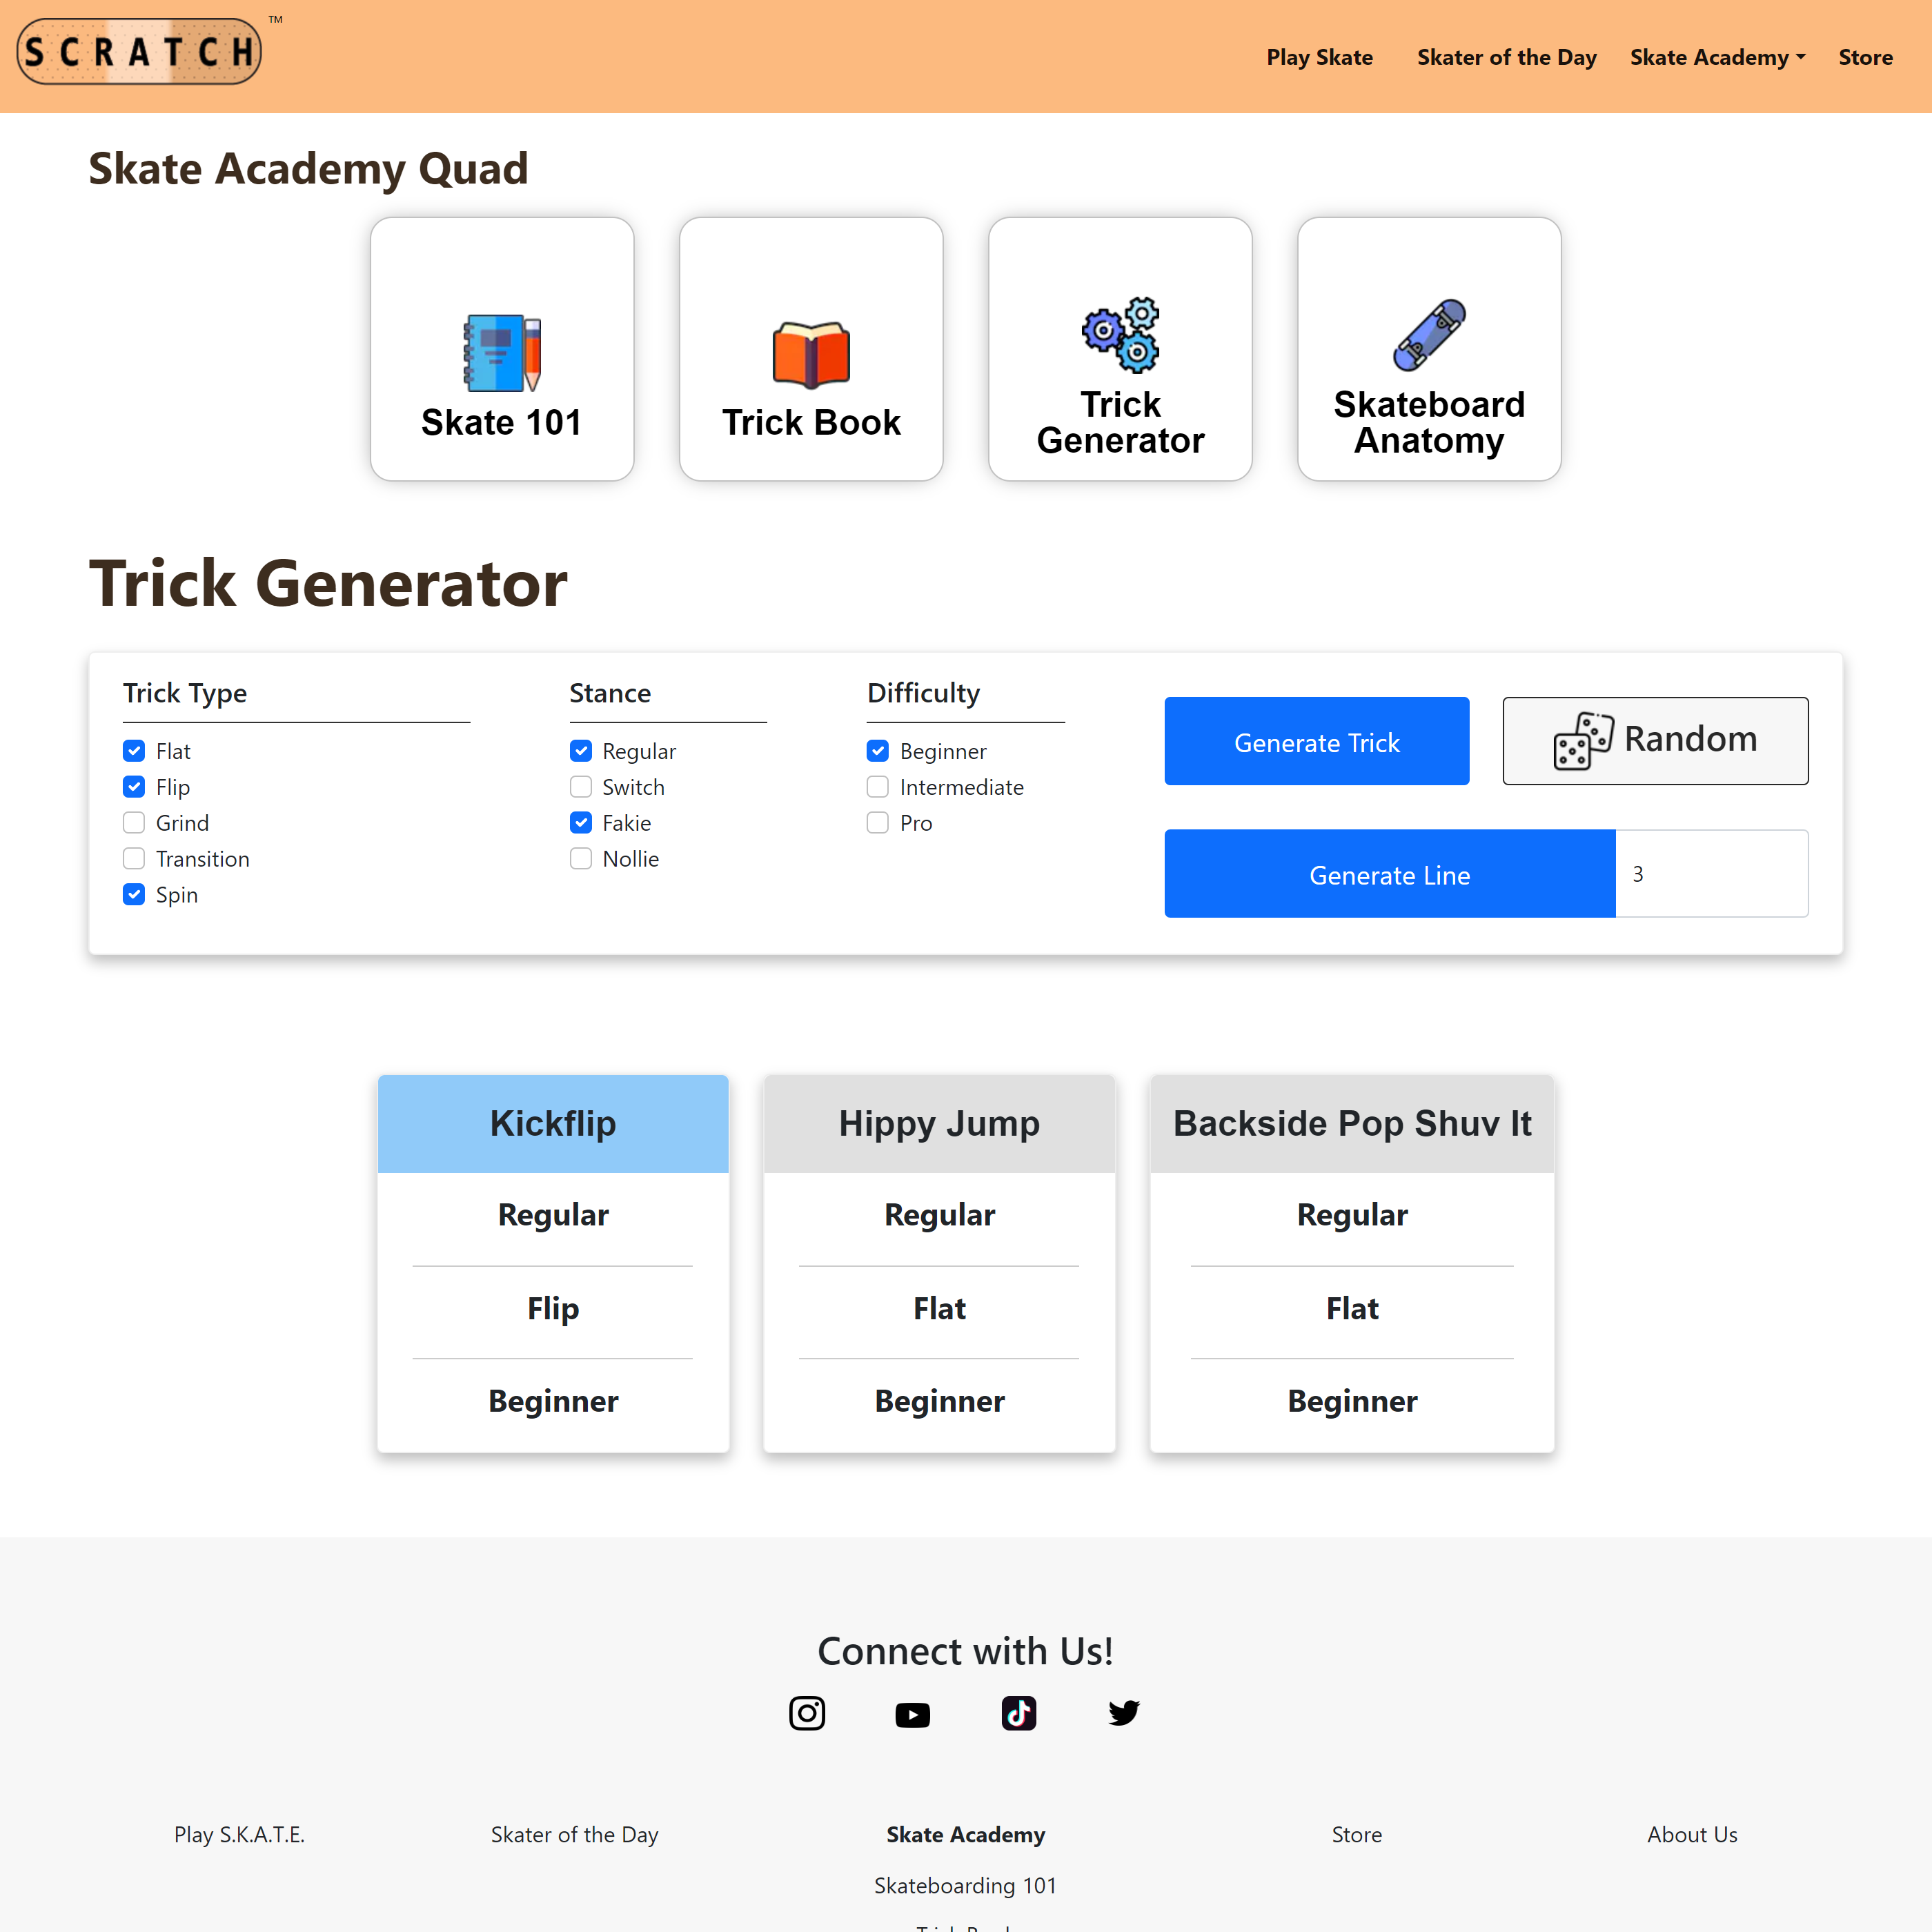 SCRATCH
TM
Play Skate
Skater of the Day
Skate Academy
Store
Skate Academy Quad
Skate 101
Trick Book
Trick
Generator
Skateboard
Anatomy
Trick Generator
Trick Type
Flat
Flip
Grind
Transition
Spin
Stance
Regular
Switch
Fakie
Nollie
Difficulty
Beginner
Intermediate
Pro
Generate Trick
Random
Generate Line
3
Kickflip
Regular
Flip
Beginner
Hippy Jump
Regular
Flat
Beginner
Backside Pop Shuv It
Regular
Flat
Beginner
Connect with Us!
Play S.K.A.T.E.
Skater of the Day
Skate Academy
Skateboarding 101
Store
About Us